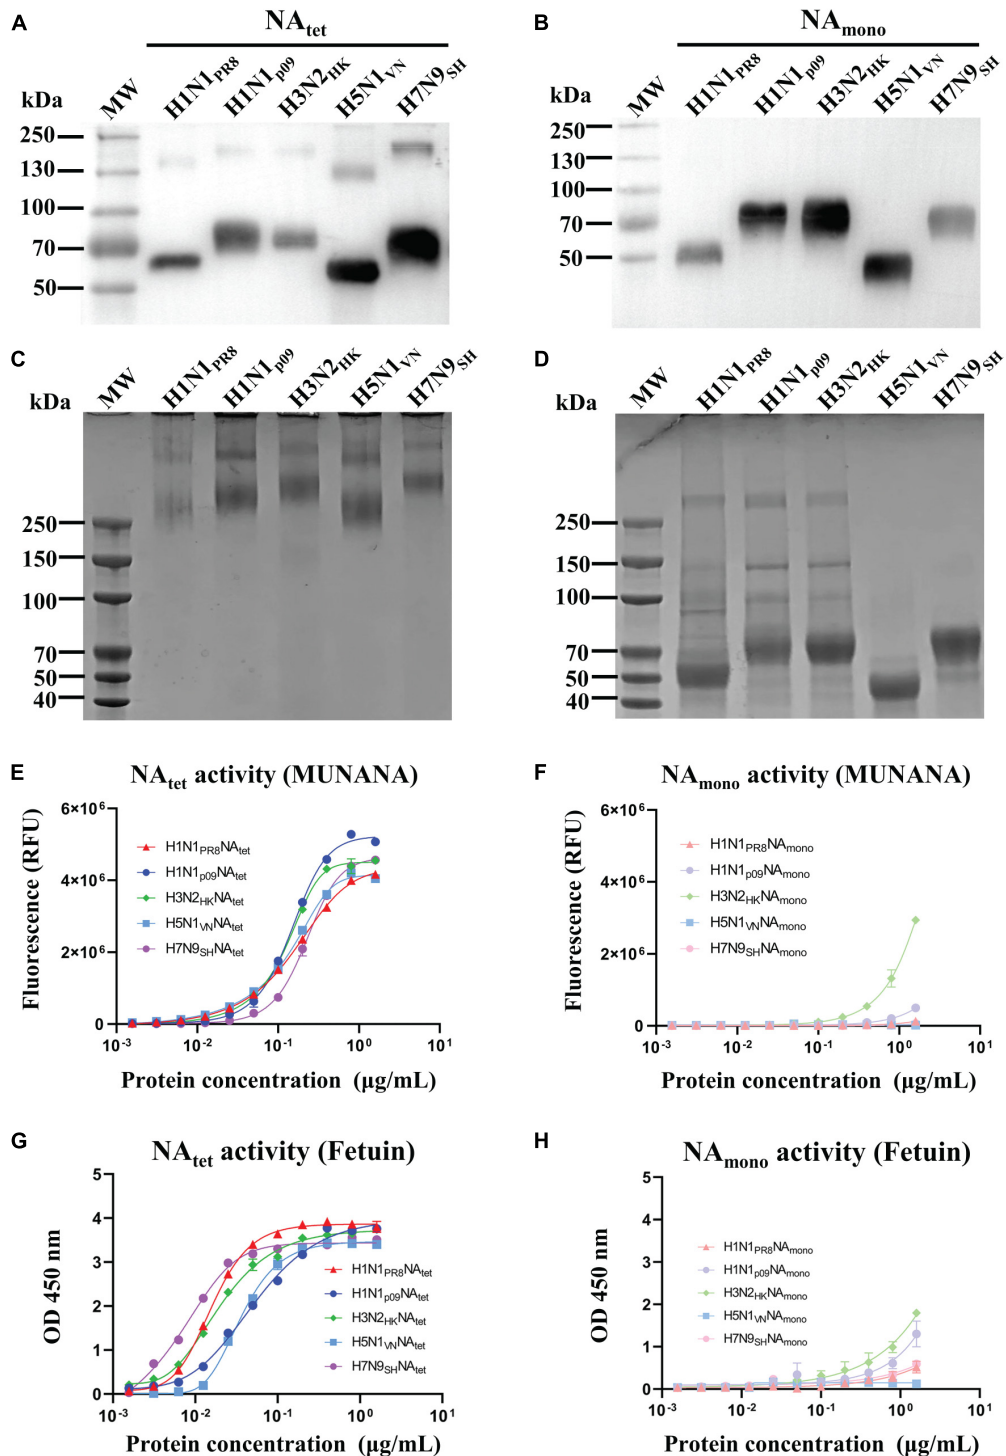 A
NAtet
kDa
MW
H1N1PR8
H1N1p09
H3N2HK
H5N1VN
H7N9SH
250
130
100
70
50
B
NAmono
kDa
MW
H1N1PR8
H1N1p09
H3N2HK
H5N1VN
H7N9SH
250
130
100
70
50
C
kDa
MW
H1N1PR8
H1N1p09
H3N2HK
H5N1VN
H7N9SH
250
150
100
70
50
40
D
kDa
MW
H1N1PR8
H1N1p09
H3N2HK
H5N1VN
H7N9SH
250
150
100
70
50
40
E
NAtet activity (MUNANA)
Fluorescence (RFU)
6×10^6
4×10^6
2×10^6
0
H1N1PR8NAtet
H1N1p09NAtet
H3N2HKNAtet
H5N1VNNAtet
H7N9SHNAtet
10^-3 10^-2 10^-1 10^0 10^1
Protein concentration (μg/mL)
F
NAmono activity (MUNANA)
Fluorescence (RFU)
6×10^6
4×10^6
2×10^6
0
H1N1PR8NAmono
H1N1p09NAmono
H3N2HKNAmono
H5N1VNNAmono
H7N9SHNAmono
10^-3 10^-2 10^-1 10^0 10^1
Protein concentration (μg/mL)
G
NAtet activity (Fetuin)
OD 450 nm
5
4
3
2
1
0
H1N1PR8NAtet
H1N1p09NAtet
H3N2HKNAtet
H5N1VNNAtet
H7N9SHNAtet
10^-3 10^-2 10^-1 10^0 10^1
Protein concentration (μg/mL)
H
NAmono activity (Fetuin)
OD 450 nm
5
4
3
2
1
0
H1N1PR8NAmono
H1N1p09NAmono
H3N2HKNAmono
H5N1VNNAmono
H7N9SHNAmono
10^-3 10^-2 10^-1 10^0 10^1
Protein concentration (μg/mL)